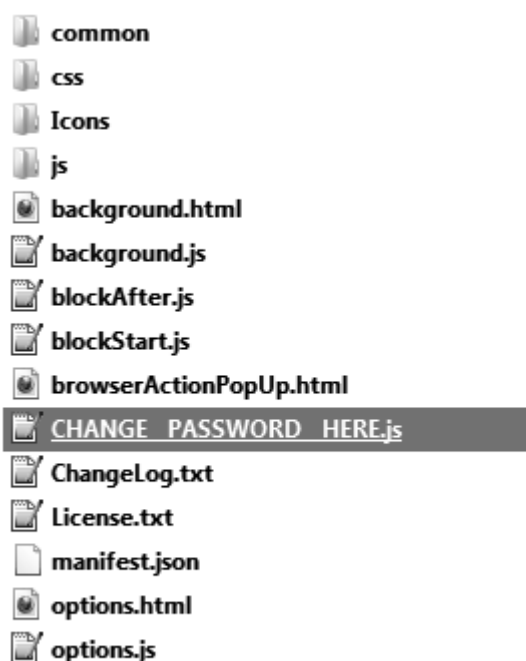 common
css
Icons
js
background.html
background.js
blockAfter.js
blockStart.js
browserActionPopUp.html
CHANGE__PASSWORD__HERE.js
ChangeLog.txt
License.txt
manifest.json
options.html
options.js